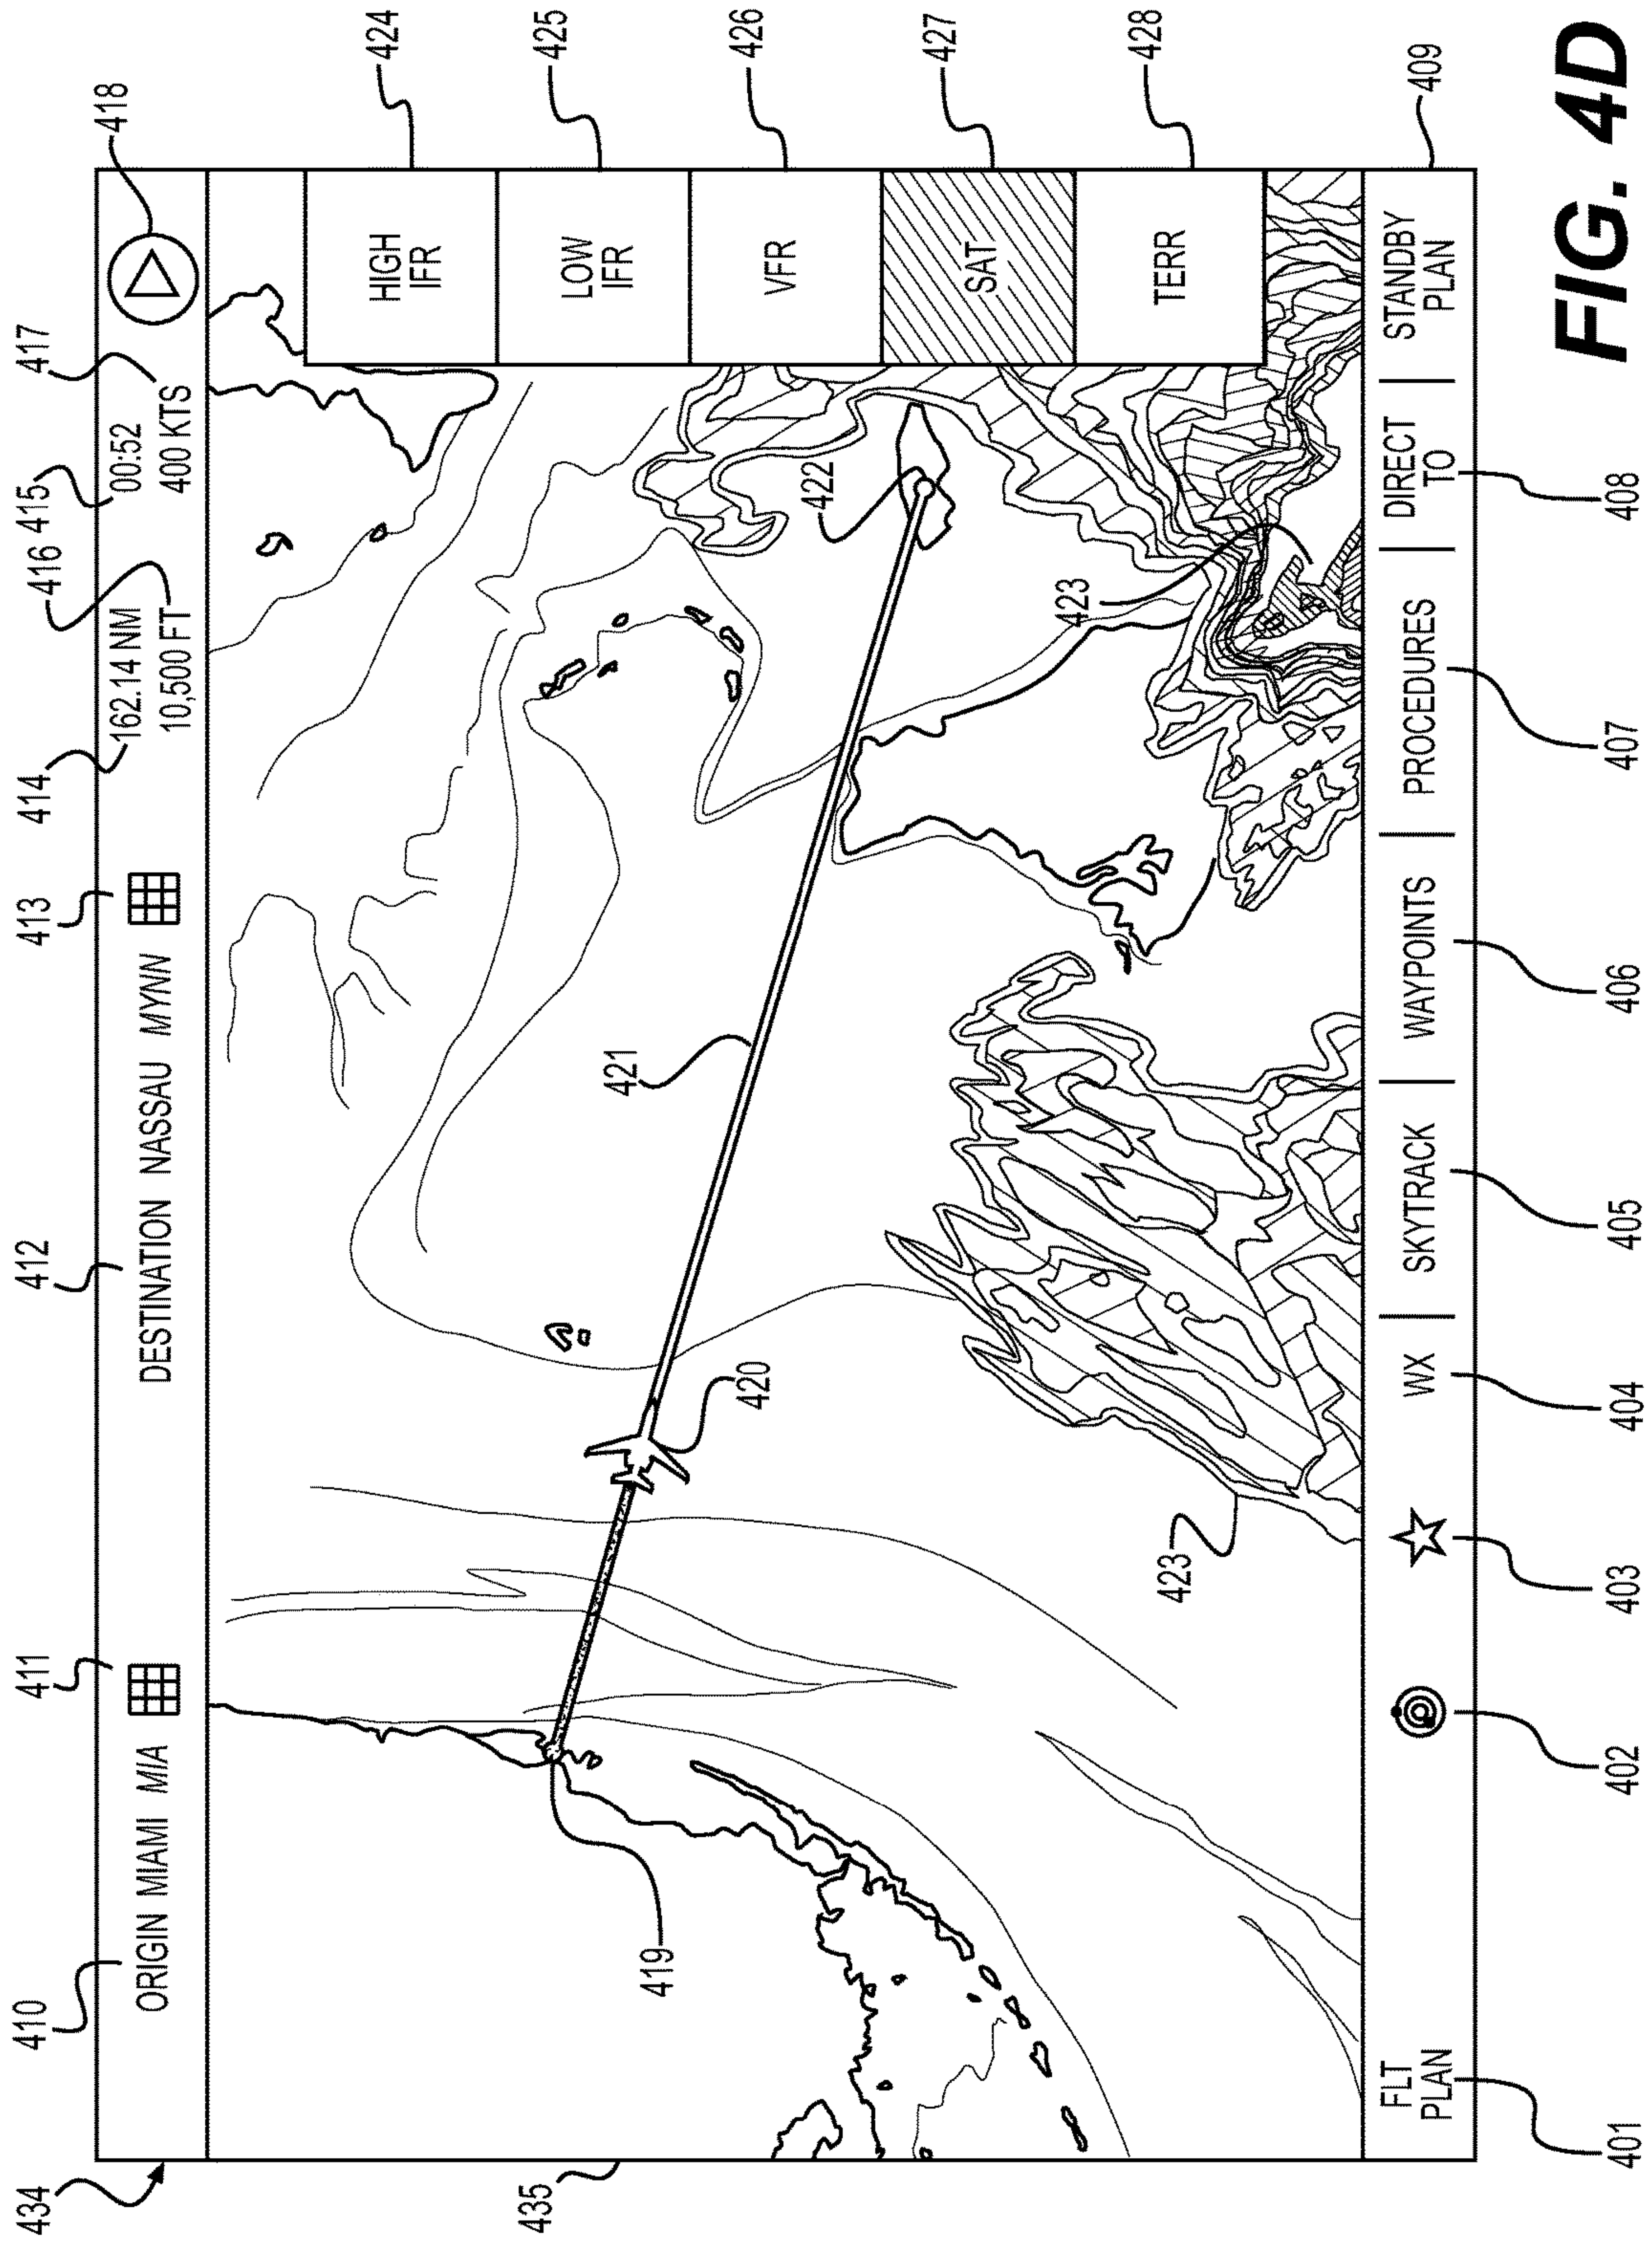 434
410
411
412
413
414
416
415
417
418
ORIGIN MIAMI MIA
DESTINATION NASSAU MYNN
162.14 NM
00:52
10,500 FT
400 KTS
HIGH
IFR
424
LOW
IFR
425
VFR
426
SAT
427
TERR
428
435
419
420
421
422
423
423
FLT
PLAN
WX
SKYTRACK
WAYPOINTS
PROCEDURES
DIRECT
TO
STANDBY
PLAN
409
401
402
403
404
405
406
407
408
FIG. 4D